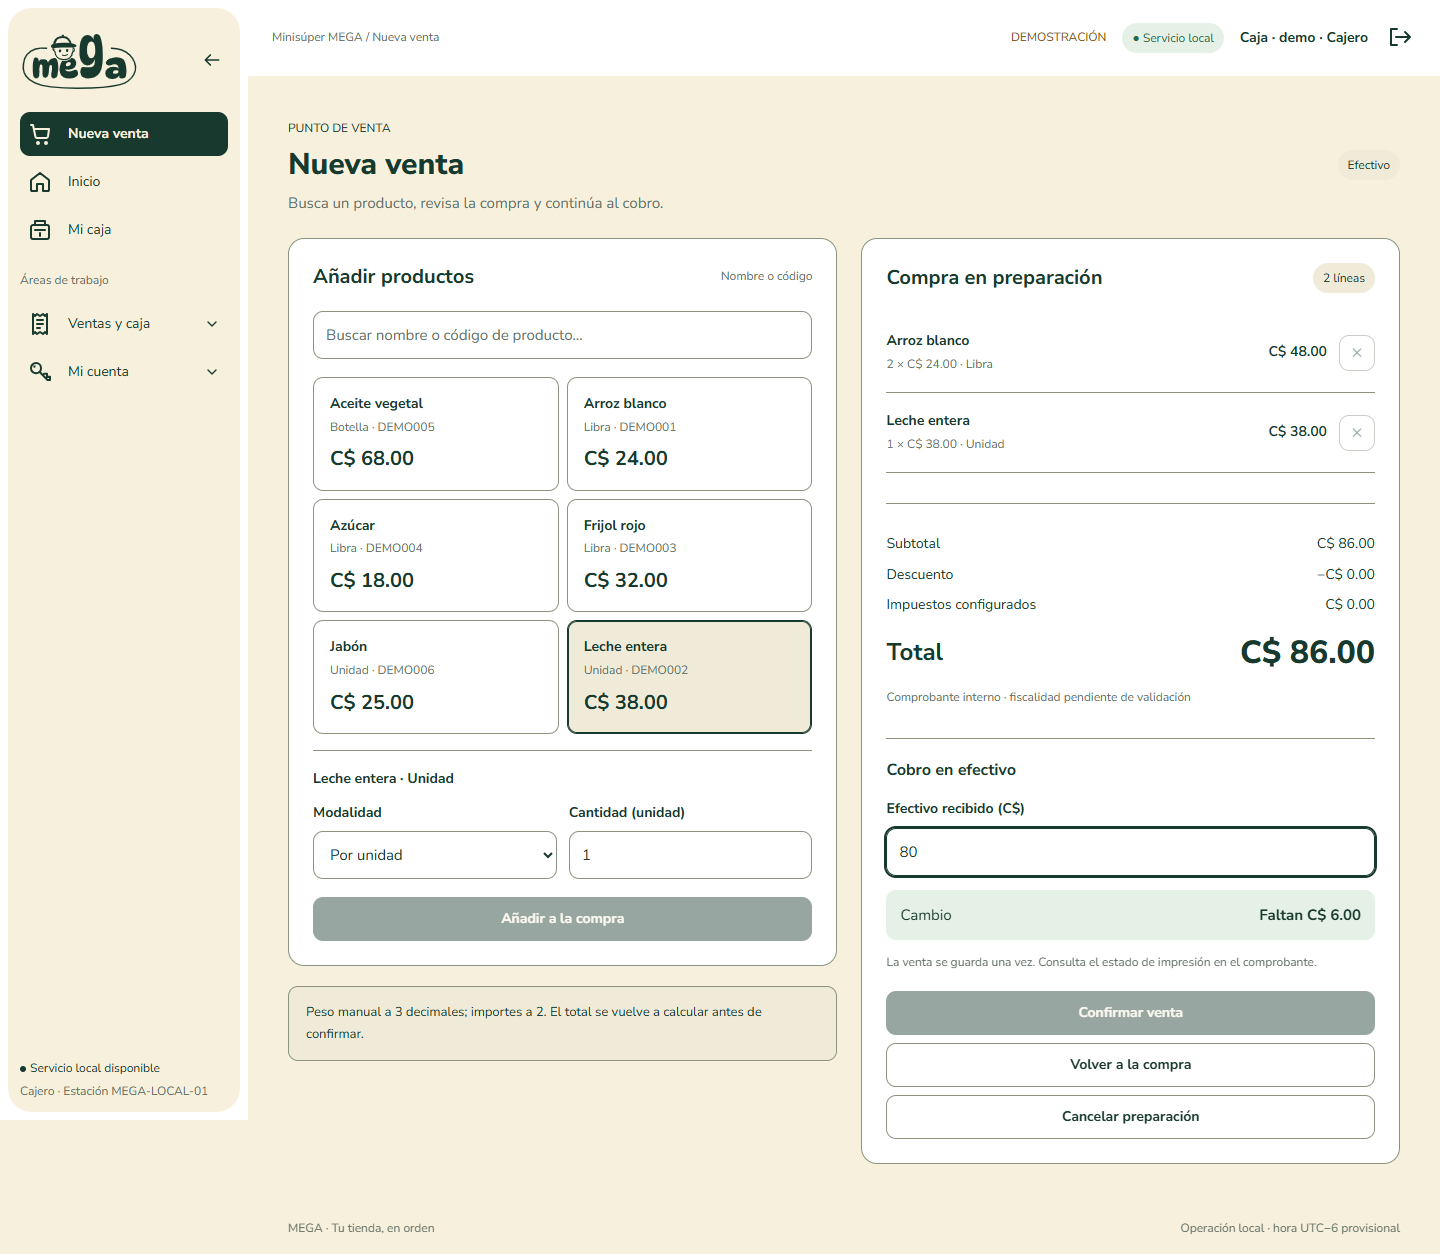 mega
Minisúper MEGA / Nueva venta
DEMOSTRACIÓN
● Servicio local
Caja · demo · Cajero
Nueva venta
Inicio
Mi caja
Áreas de trabajo
Ventas y caja
Mi cuenta
● Servicio local disponible
Cajero · Estación MEGA-LOCAL-01
PUNTO DE VENTA
Nueva venta
Efectivo
Busca un producto, revisa la compra y continúa al cobro.
Añadir productos
Nombre o código
Buscar nombre o código de producto...
Aceite vegetal
Botella · DEMO005
C$ 68.00
Arroz blanco
Libra · DEMO001
C$ 24.00
Azúcar
Libra · DEMO004
C$ 18.00
Frijol rojo
Libra · DEMO003
C$ 32.00
Jabón
Unidad · DEMO006
C$ 25.00
Leche entera
Unidad · DEMO002
C$ 38.00
Leche entera · Unidad
Modalidad
Por unidad
Cantidad (unidad)
1
Añadir a la compra
Peso manual a 3 decimales; importes a 2. El total se vuelve a calcular antes de
confirmar.
Compra en preparación
2 líneas
Arroz blanco
2 × C$ 24.00 · Libra
C$ 48.00
×
Leche entera
1 × C$ 38.00 · Unidad
C$ 38.00
×
Subtotal
C$ 86.00
Descuento
−C$ 0.00
Impuestos configurados
C$ 0.00
Total
C$ 86.00
Comprobante interno · fiscalidad pendiente de validación
Cobro en efectivo
Efectivo recibido (C$)
80
Cambio
Faltan C$ 6.00
La venta se guarda una vez. Consulta el estado de impresión en el comprobante.
Confirmar venta
Volver a la compra
Cancelar preparación
MEGA · Tu tienda, en orden
Operación local · hora UTC−6 provisional